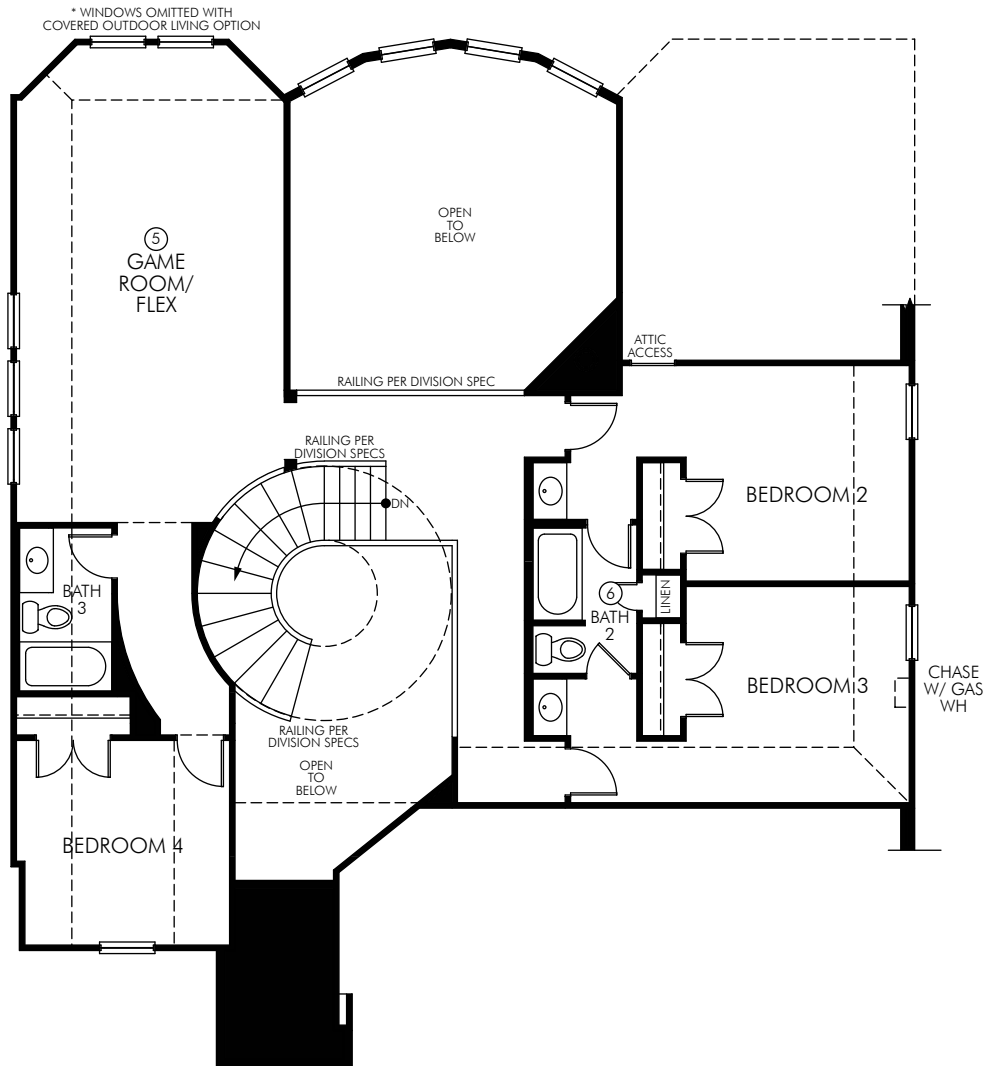 * WINDOWS OMITTED WITH
COVERED OUTDOOR LIVING OPTION
5
GAME
ROOM/
FLEX
OPEN
TO
BELOW
ATTIC
ACCESS
RAILING PER DIVISION SPEC
RAILING PER
DIVISION SPECS
DN
BEDROOM 2
BATH
3
6
BATH
2
LINEN
BEDROOM 3
CHASE
W/ GAS
WH
RAILING PER
DIVISION SPECS
OPEN
TO
BELOW
BEDROOM 4